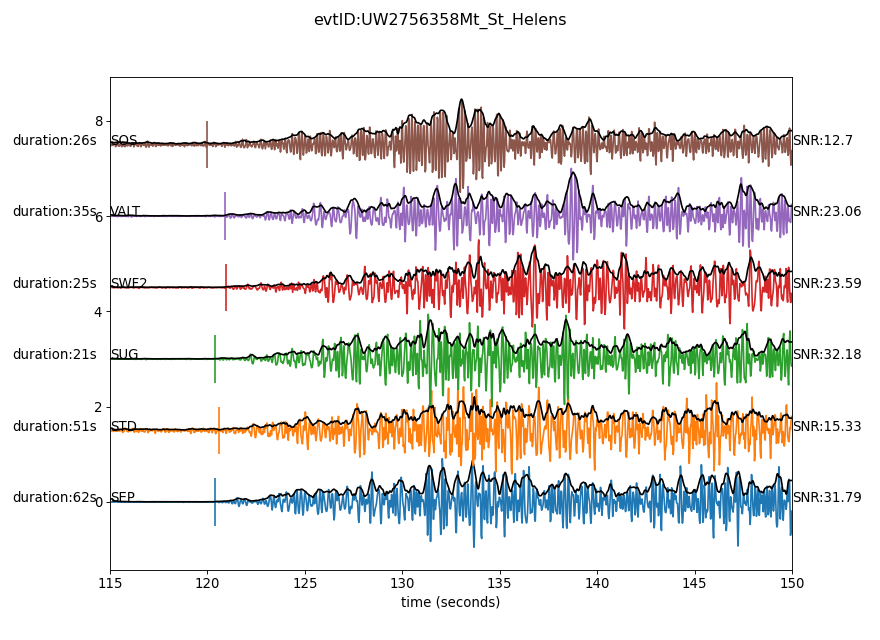 evtID:UW2756358Mt_St_Helens
8
duration:26s SOS SNR:12.7
duration:35s VALT SNR:23.06
6
duration:25s SWF2 SNR:23.59
4
duration:21s SUG SNR:32.18
2
duration:51s STD SNR:15.33
duration:62s SEP SNR:31.79
0
115 120 125 130 135 140 145 150
time (seconds)